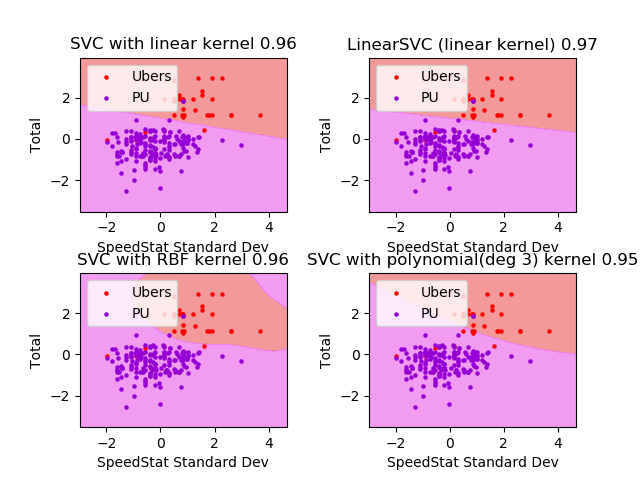 SVC with linear kernel 0.96
Ubers
PU
Total
2
0
−2
−2
0
2
4
SpeedStat Standard Dev
LinearSVC (linear kernel) 0.97
Ubers
PU
Total
2
0
−2
−2
0
2
4
SpeedStat Standard Dev
SVC with RBF kernel 0.96
Ubers
PU
Total
2
0
−2
−2
0
2
4
SpeedStat Standard Dev
SVC with polynomial(deg 3) kernel 0.95
Ubers
PU
Total
2
0
−2
−2
0
2
4
SpeedStat Standard Dev